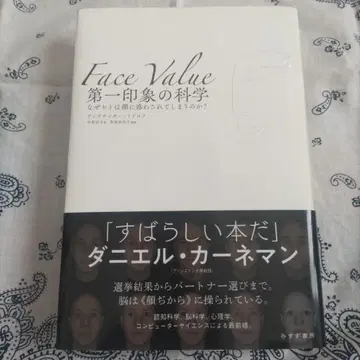 Face Value
第一印象の科学
なぜヒトは顔に惑わされてしまうのか?
アレクサンダー・トドロフ
「すばらしい本だ」
ダニエル・カーネマン
選挙結果からパートナー選びまで。
脳は《顔ぢから》に操られている。
認知科学、脳科学、心理学、
コンピューターサイエンスによる最前線。
みすず書房